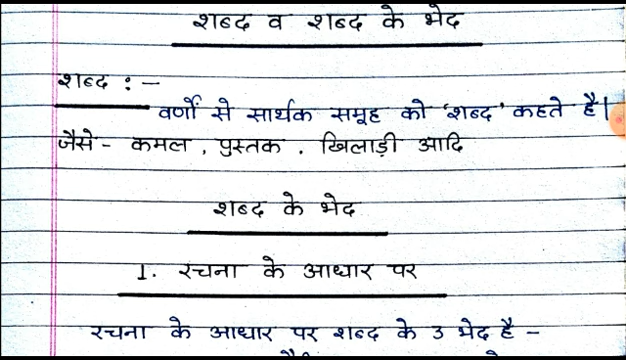 शब्द व शब्द के भेद
शब्द : -
वर्णों से सार्थक समूह को 'शब्द' कहते है।
जैसे - कमल , पुस्तक . खिलाड़ी आदि
शब्द के भेद
1. रचना के आधार पर
रचना के आधार पर शब्द के 3 भेद है -